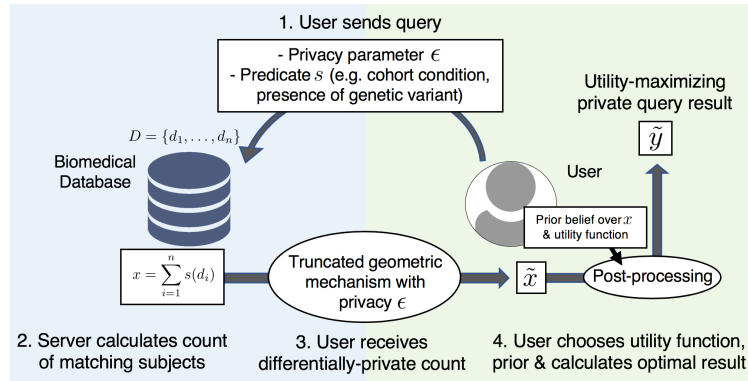 1. User sends query
- Privacy parameter ϵ
- Predicate s (e.g. cohort condition,
presence of genetic variant)
Utility-maximizing
private query result
ỹ
D = {d₁, . . . , dₙ}
Biomedical
Database
User
Prior belief over x
& utility function
x = ∑ᵢ₌₁ⁿ s(dᵢ)
Truncated geometric
mechanism with
privacy ϵ
x̃
Post-processing
2. Server calculates count
of matching subjects
3. User receives
differentially-private count
4. User chooses utility function,
prior & calculates optimal result